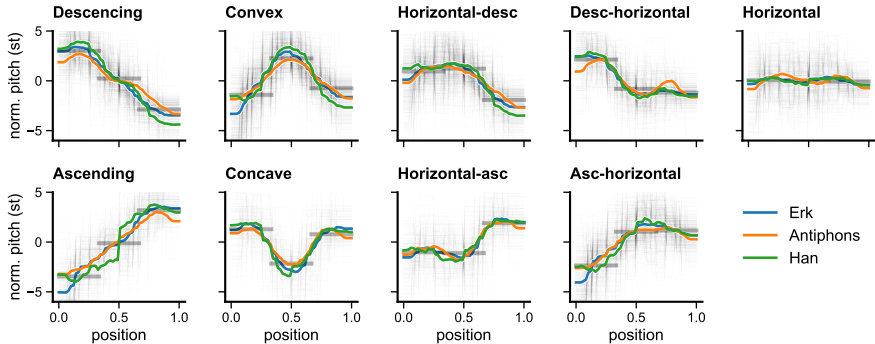 Descencing Convex Horizontal-desc Desc-horizontal Horizontal
5
0
−5
norm. pitch (st)
Ascending Concave Horizontal-asc Asc-horizontal
5
0
−5
norm. pitch (st)
0.0 0.5 1.0 0.0 0.5 1.0 0.0 0.5 1.0 0.0 0.5 1.0
position position position position
Erk
Antiphons
Han